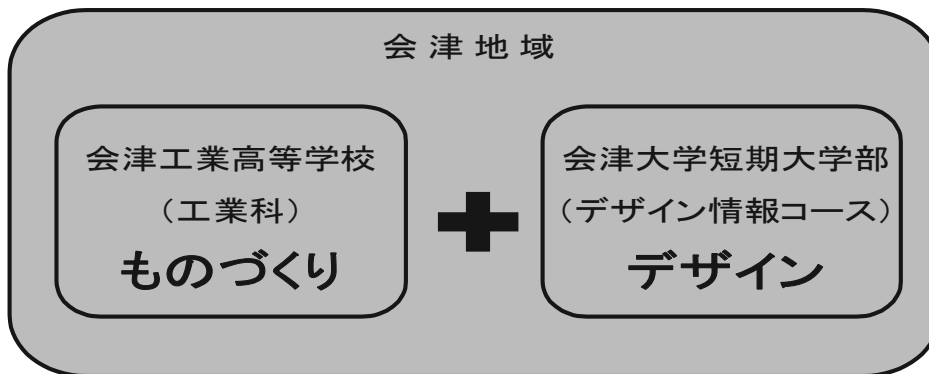 会津地域
会津工業高等学校
（工業科）
ものづくり
会津大学短期大学部
（デザイン情報コース）
デザイン